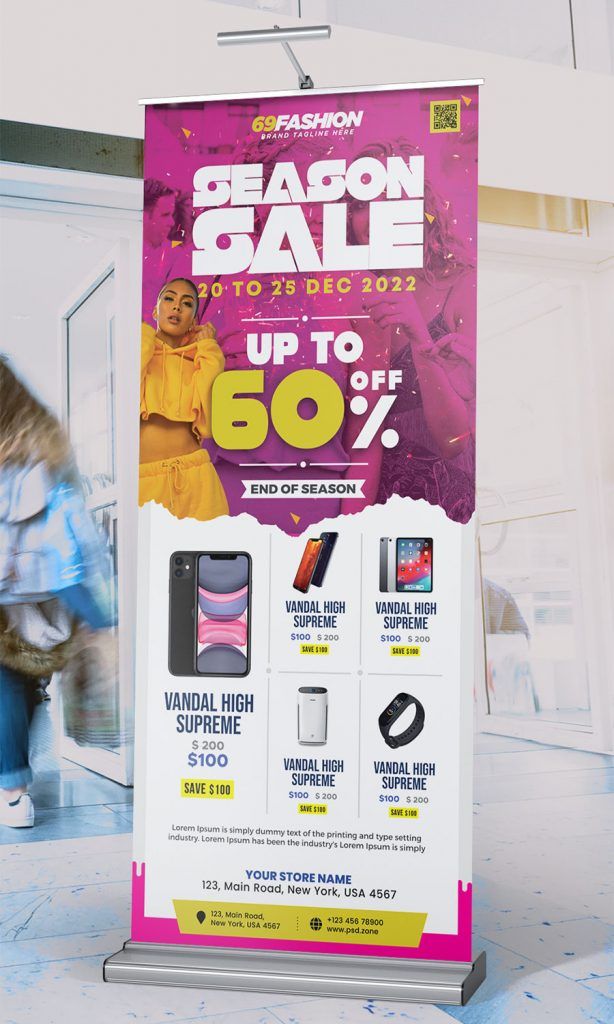 69FASHION
BRAND TAGLINE HERE
SEASON
SALE
20 TO 25 DEC 2022
UP TO
60% OFF
END OF SEASON
VANDAL HIGH
SUPREME
$ 200
$100
SAVE $100
VANDAL HIGH
SUPREME
$100 $ 200
SAVE $100
VANDAL HIGH
SUPREME
$100 $ 200
SAVE $100
VANDAL HIGH
SUPREME
$100 $ 200
SAVE $100
VANDAL HIGH
SUPREME
$100 $ 200
SAVE $100
Lorem Ipsum is simply dummy text of the printing and type setting
industry. Lorem Ipsum has been the industry's Lorem Ipsum is simply
YOUR STORE NAME
123, Main Road, New York, USA 4567
123, Main Road,
New York, USA 4567
+123 456 78900
www.psd.zone